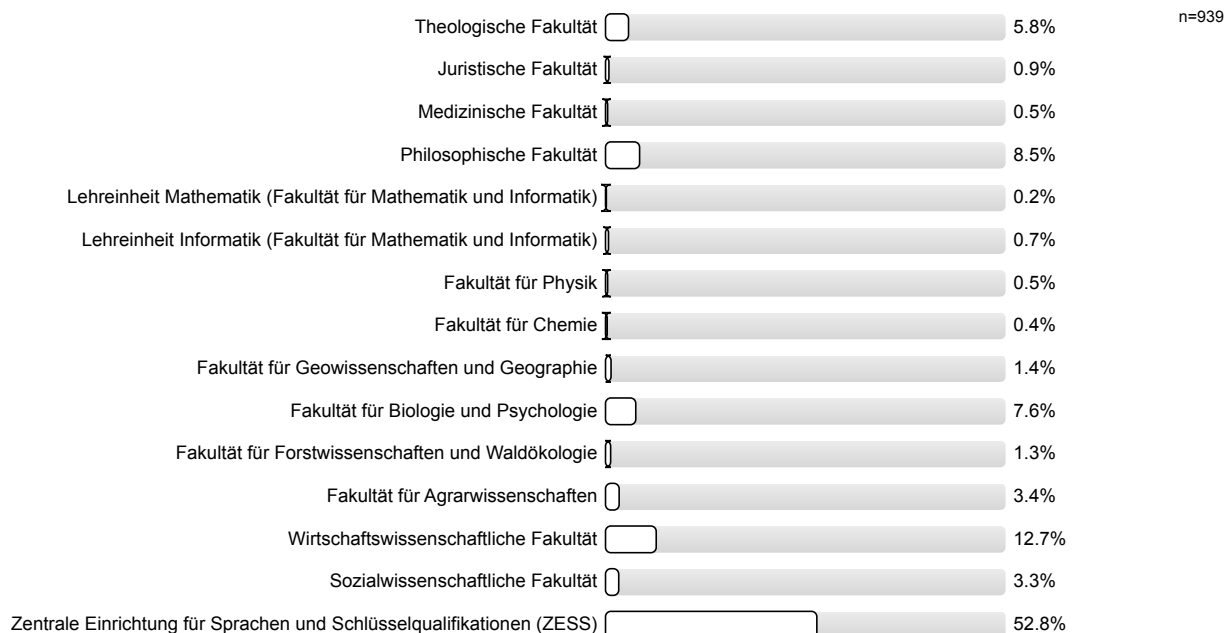 n=939
Theologische Fakultät 5.8%
Juristische Fakultät 0.9%
Medizinische Fakultät 0.5%
Philosophische Fakultät 8.5%
Lehreinheit Mathematik (Fakultät für Mathematik und Informatik) 0.2%
Lehreinheit Informatik (Fakultät für Mathematik und Informatik) 0.7%
Fakultät für Physik 0.5%
Fakultät für Chemie 0.4%
Fakultät für Geowissenschaften und Geographie 1.4%
Fakultät für Biologie und Psychologie 7.6%
Fakultät für Forstwissenschaften und Waldökologie 1.3%
Fakultät für Agrarwissenschaften 3.4%
Wirtschaftswissenschaftliche Fakultät 12.7%
Sozialwissenschaftliche Fakultät 3.3%
Zentrale Einrichtung für Sprachen und Schlüsselqualifikationen (ZESS) 52.8%